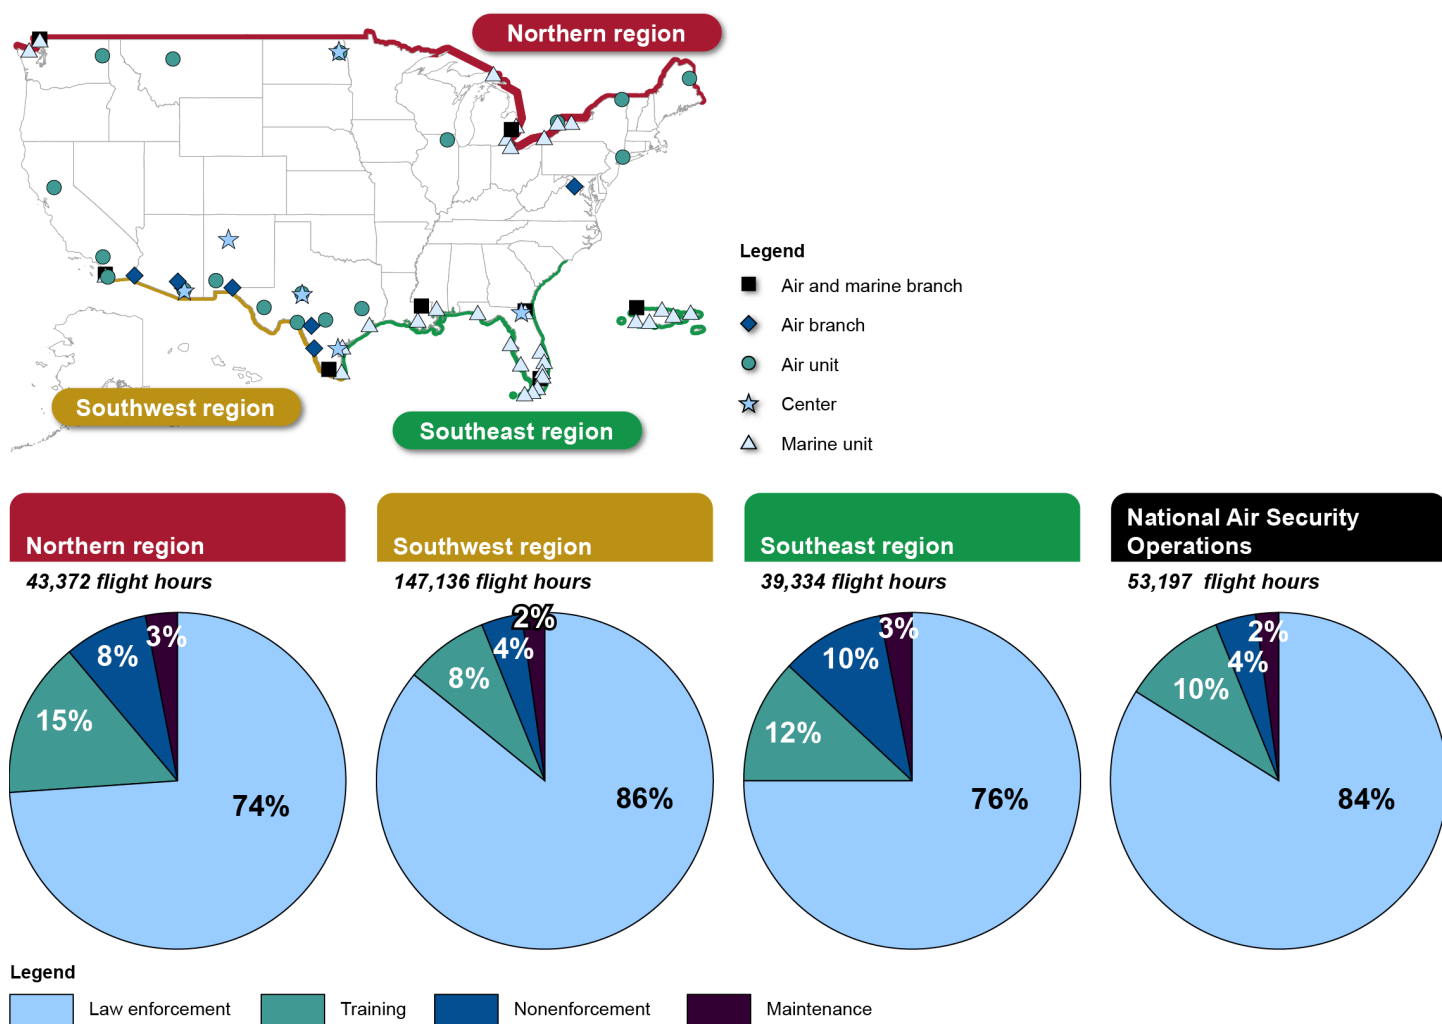 Northern region
Southwest region
Southeast region
Legend
Air and marine branch
Air branch
Air unit
Center
Marine unit
Northern region
43,372 flight hours
3%
8%
15%
74%
Southwest region
147,136 flight hours
2%
4%
8%
86%
Southeast region
39,334 flight hours
3%
10%
12%
76%
National Air Security
Operations
53,197 flight hours
2%
4%
10%
84%
Legend
Law enforcement
Training
Nonenforcement
Maintenance